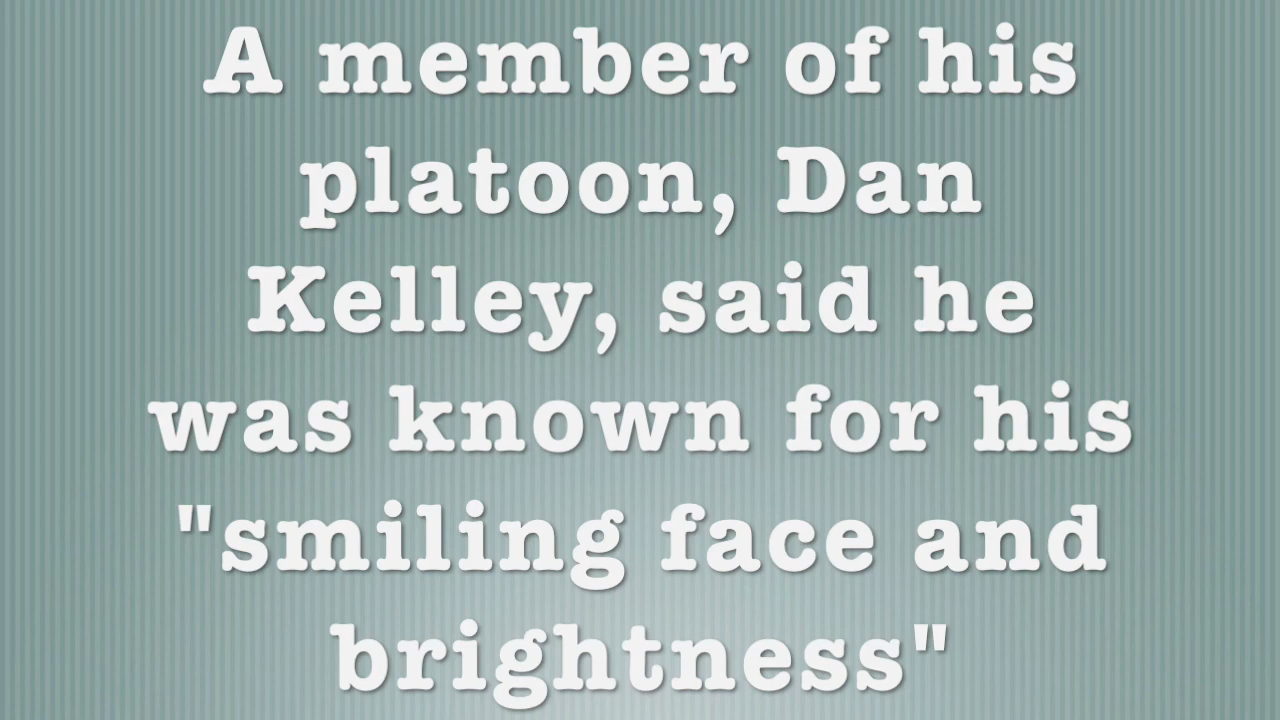 A member of his
platoon, Dan
Kelley, said he
was known for his
"smiling face and
brightness"